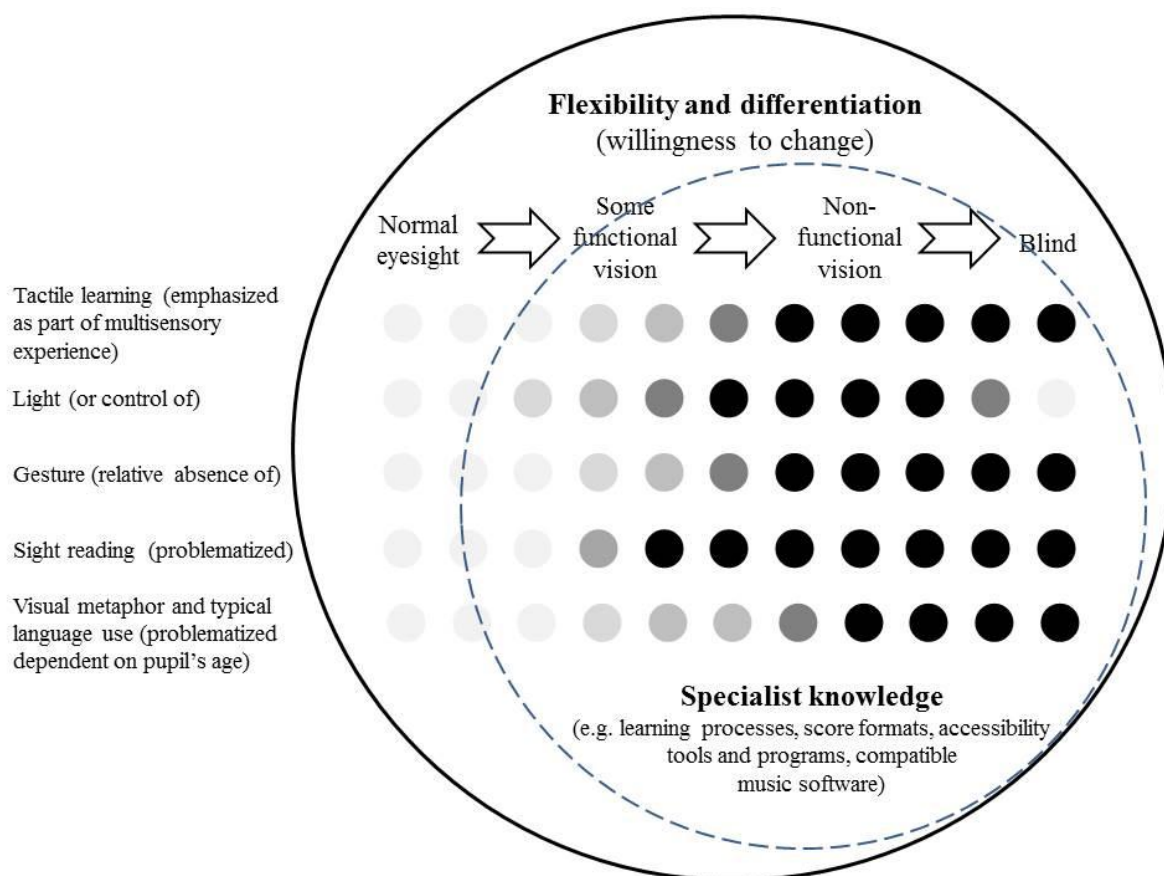 Flexibility and differentiation
(willingness to change)
Normal
eyesight
Some
functional
vision
Non-
functional
vision
Blind
Tactile learning (emphasized
as part of multisensory
experience)
Light (or control of)
Gesture (relative absence of)
Sight reading (problematized)
Visual metaphor and typical
language use (problematized
dependent on pupil's age)
Specialist knowledge
(e.g. learning processes, score formats, accessibility
tools and programs, compatible
music software)